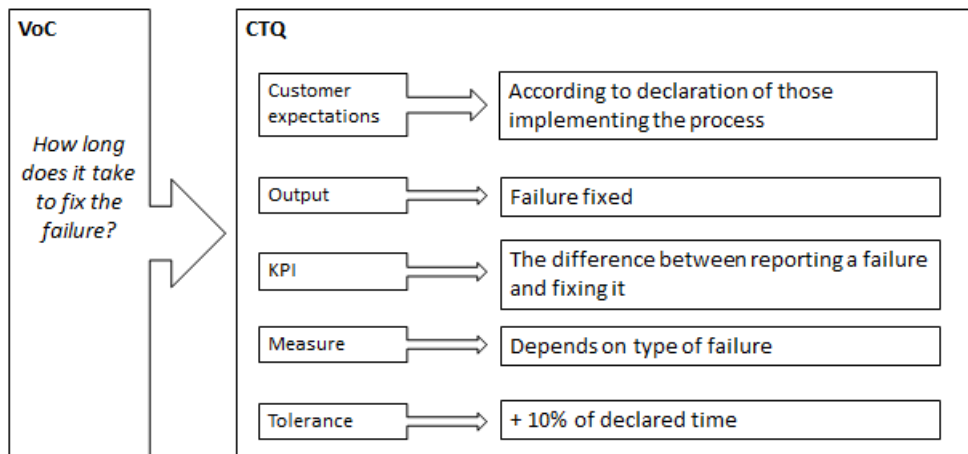 VoC
How long
does it take
to fix the
failure?
CTQ
Customer
expectations
According to declaration of those
implementing the process
Output
Failure fixed
KPI
The difference between reporting a failure
and fixing it
Measure
Depends on type of failure
Tolerance
+ 10% of declared time